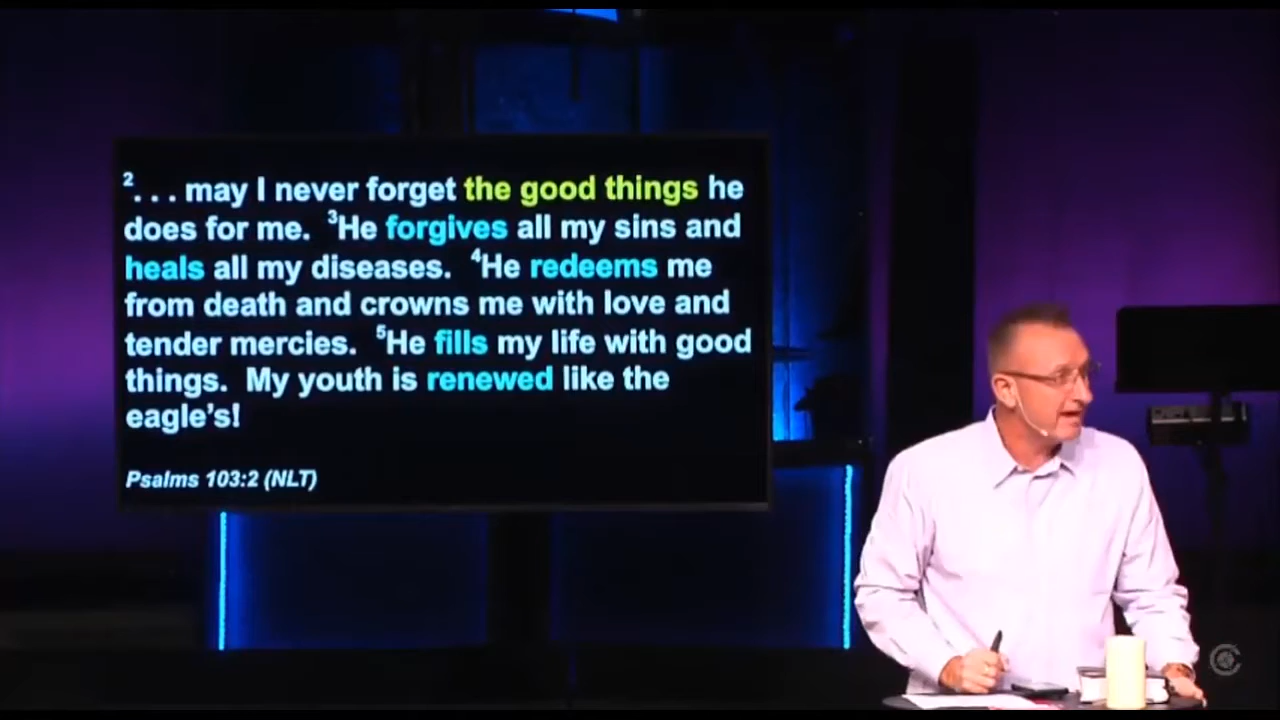 2. . . may I never forget the good things he
does for me. 3He forgives all my sins and
heals all my diseases. 4He redeems me
from death and crowns me with love and
tender mercies. 5He fills my life with good
things. My youth is renewed like the
eagle's!
Psalms 103:2 (NLT)